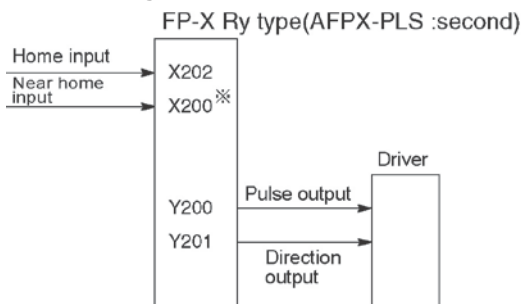 FP-X Ry type(AFPX-PLS :second)
Home input
X202
Near home
input
X200※
Driver
Y200
Pulse output
Y201
Direction
output